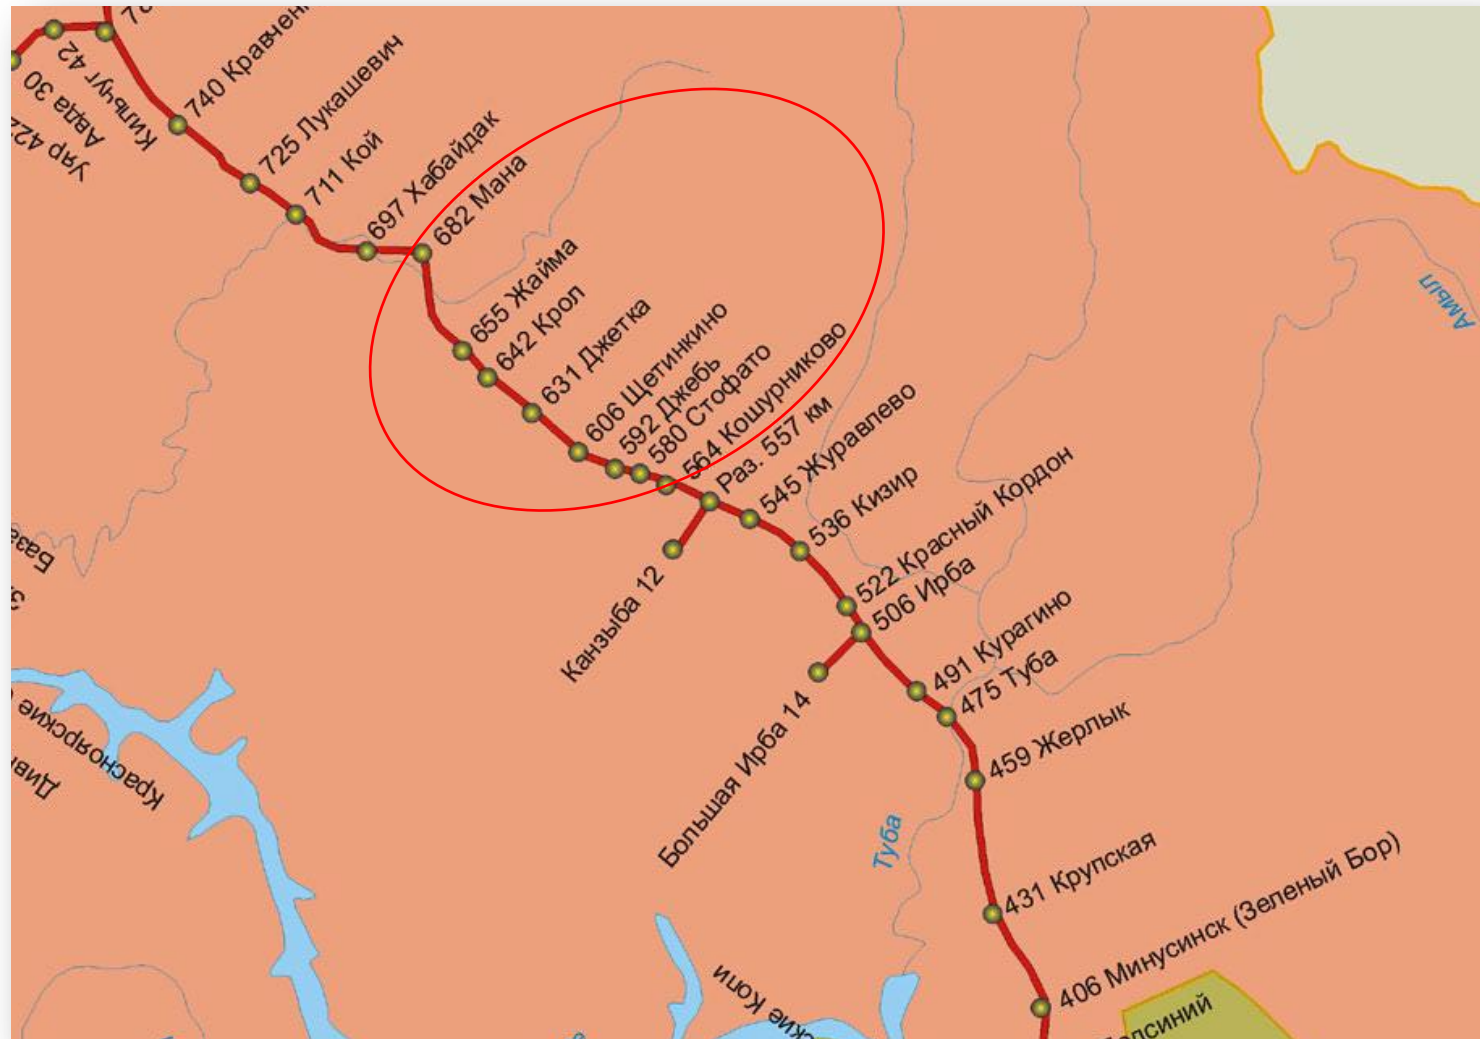 740
725 Лукашевич
711 Кой
697 Хабайдак
682 Мана
655 Жайма
642 Крол
631 Джетка
606 Щетинкино
592 Джебь
580 Стофато
564 Кошурниково
Раз. 557 км
545 Журавлево
536 Кизир
522 Красный Кордон
506 Ирба
491 Курагино
475 Туба
459 Жерлык
431 Крупская
406 Минусинск (Зеленый Бор)
Кильчуг 42
Авда 30
Уяр
Канзыба 12
Большая Ирба 14
Красноярские
Копи
Туба
Амыл